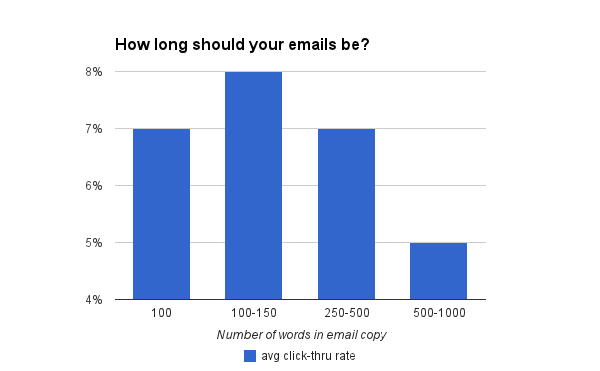 How long should your emails be?
8%
7%
6%
5%
4%
100 100-150 250-500 500-1000
Number of words in email copy
avg click-thru rate